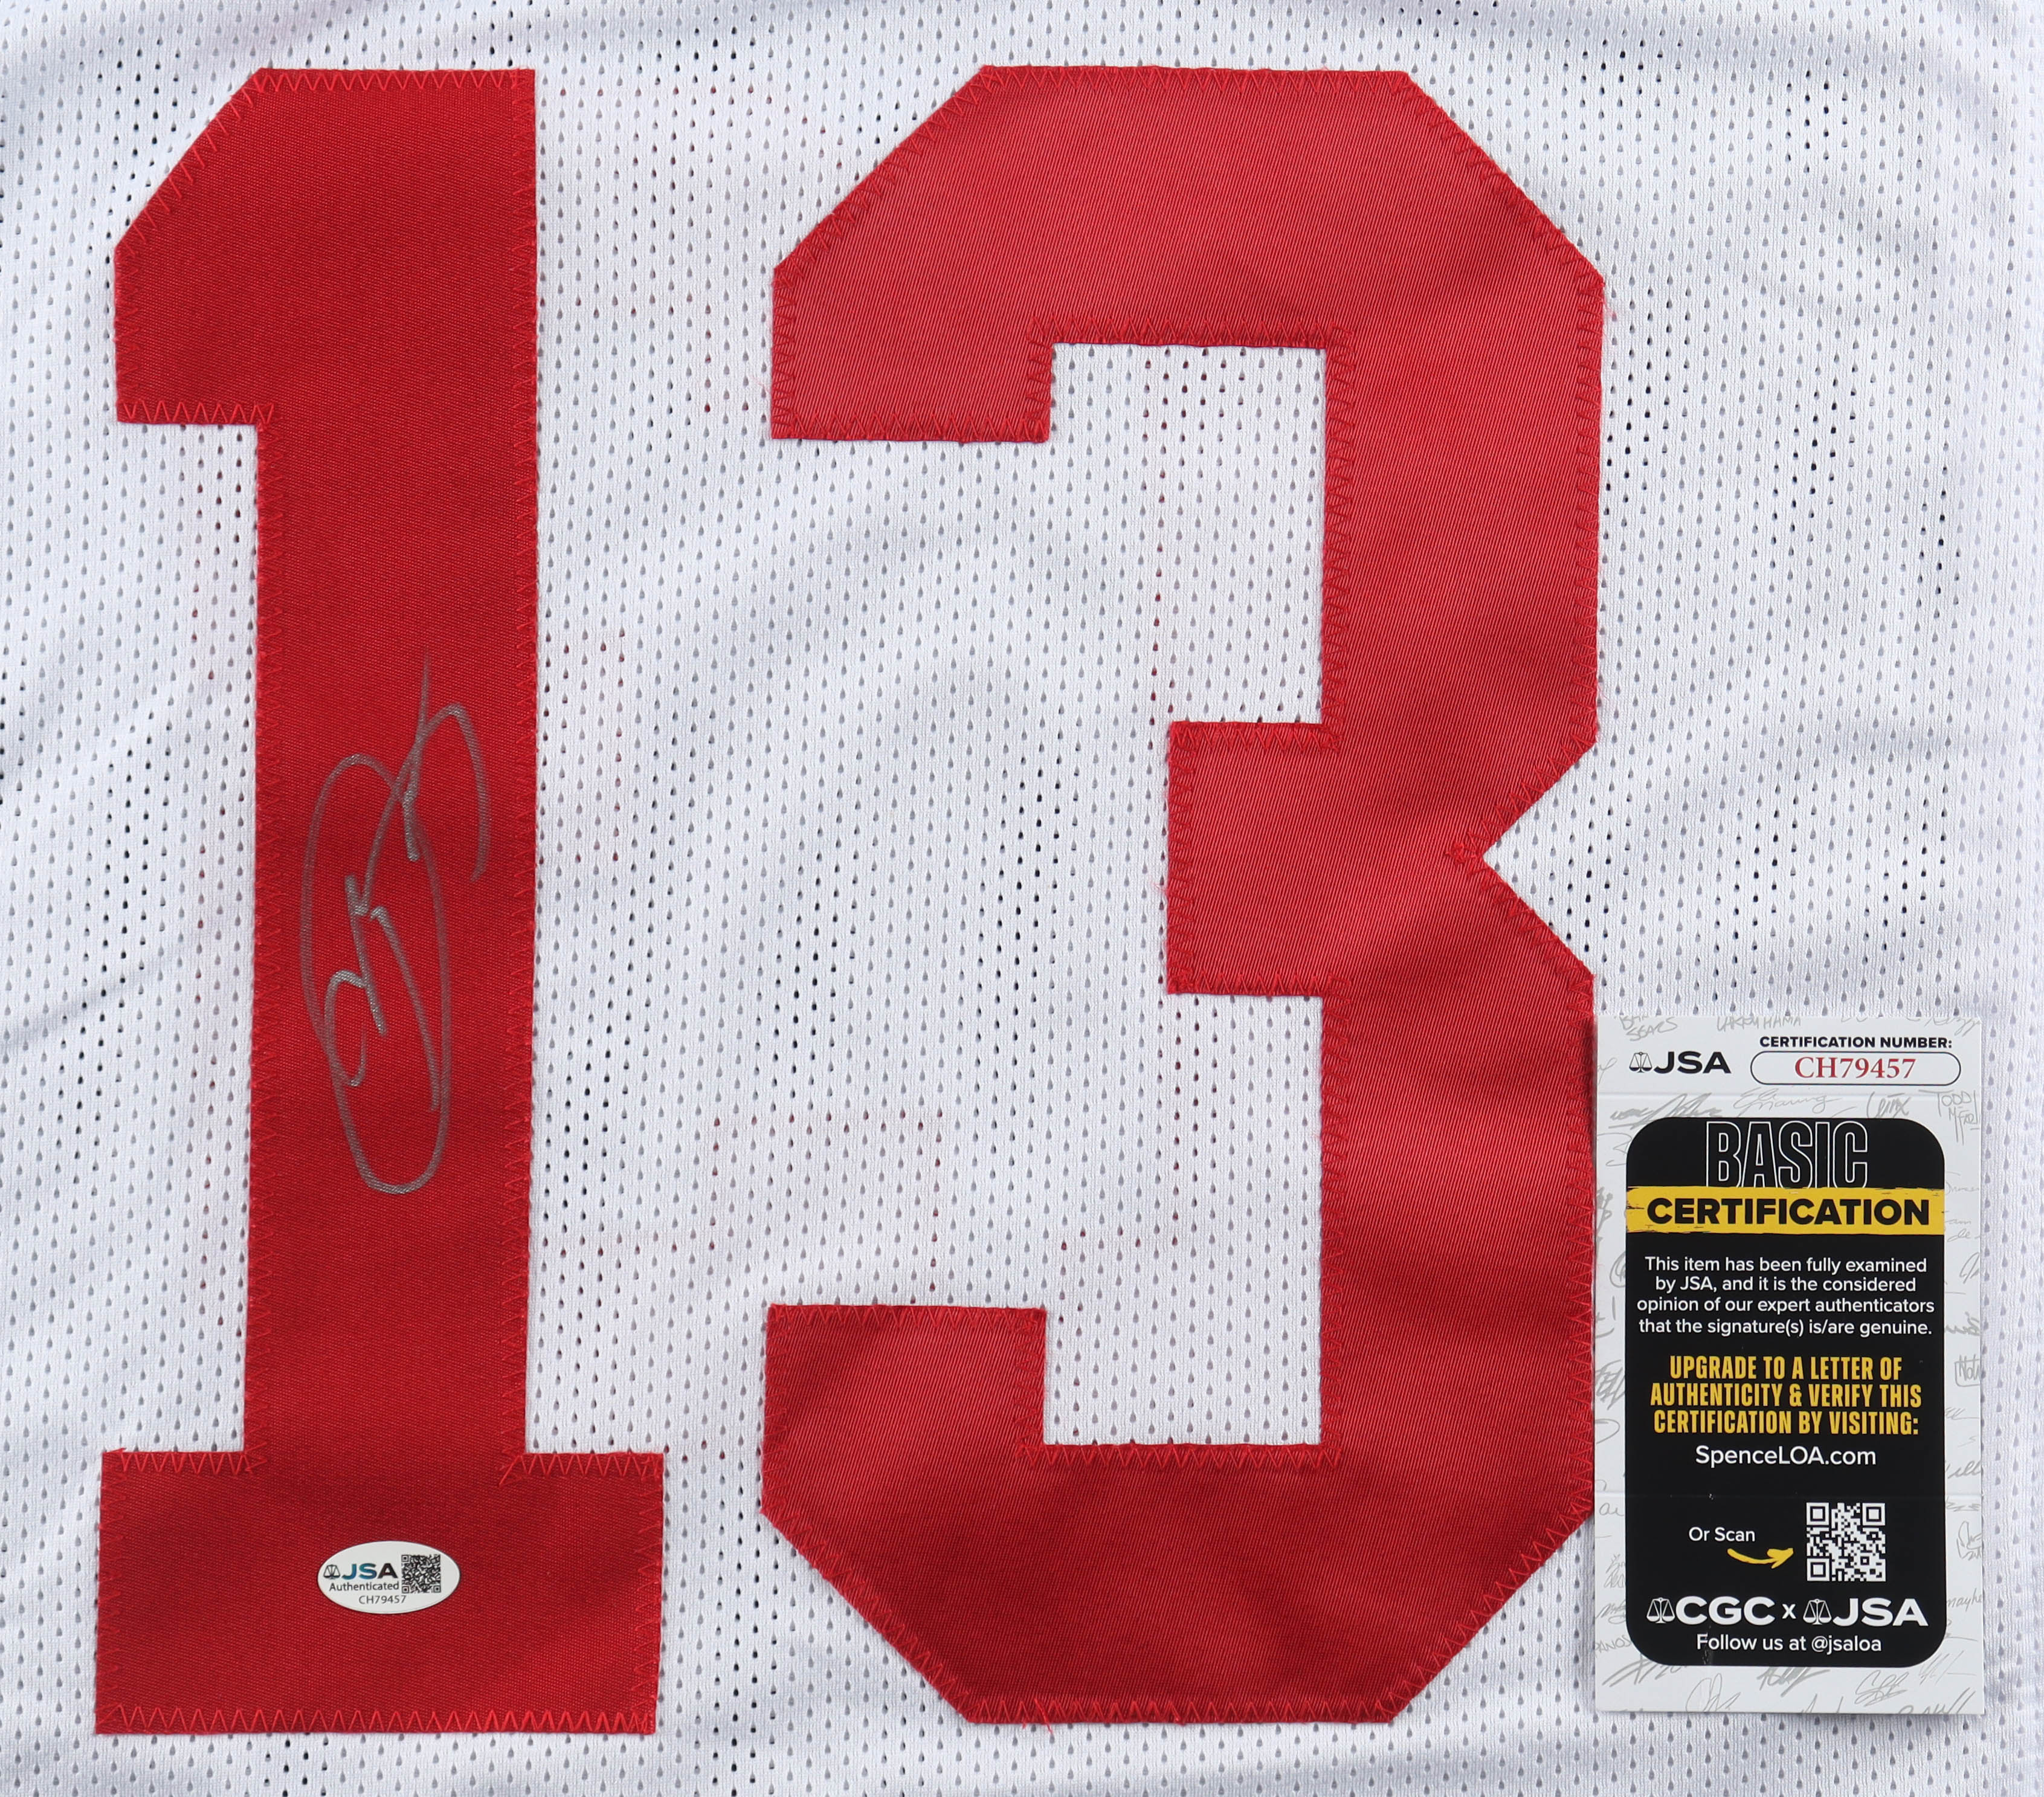 13
JSA
Authenticated
CH79457
JSA
CERTIFICATION NUMBER:
CH79457
BASIC
CERTIFICATION
This item has been fully examined
by JSA, and it is the considered
opinion of our expert authenticators
that the signature(s) is/are genuine.
UPGRADE TO A LETTER OF
AUTHENTICITY & VERIFY THIS
CERTIFICATION BY VISITING:
SpenceLOA.com
Or Scan
CGC x JSA
Follow us at @jsaloa